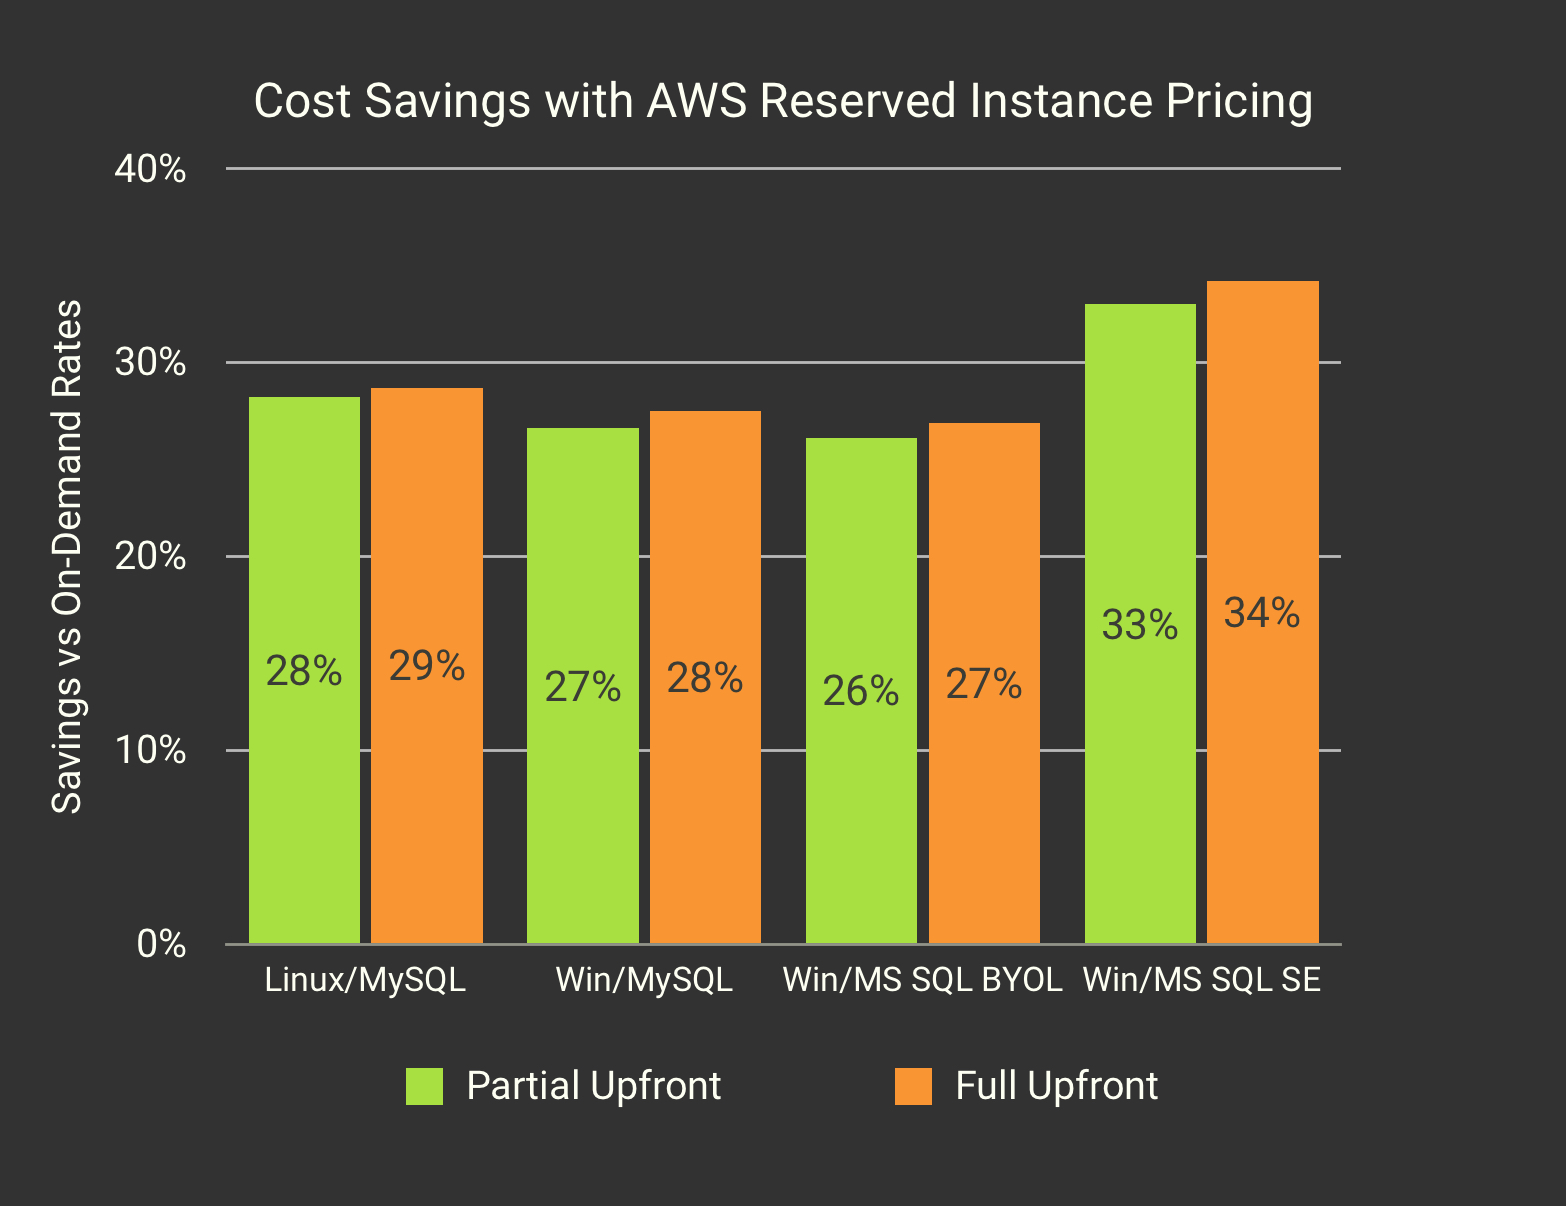 Cost Savings with AWS Reserved Instance Pricing
Savings vs On-Demand Rates
40%
30%
20%
10%
0%
28%
29%
27%
28%
26%
27%
33%
34%
Linux/MySQL
Win/MySQL
Win/MS SQL BYOL
Win/MS SQL SE
Partial Upfront
Full Upfront